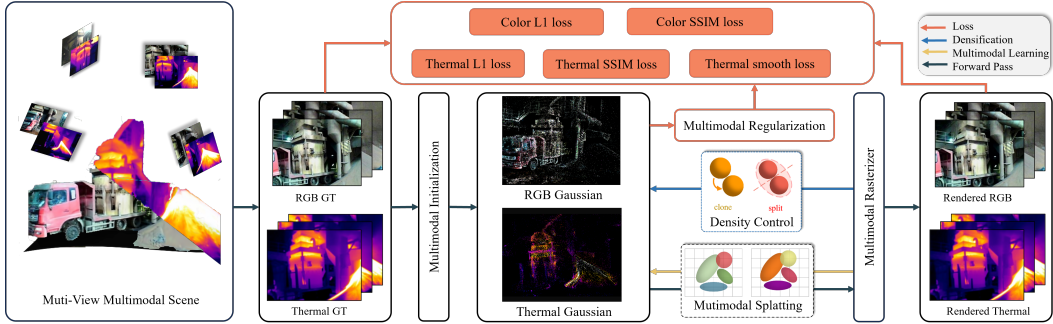 Color L1 loss
Color SSIM loss
Thermal L1 loss
Thermal SSIM loss
Thermal smooth loss
Loss
Densification
Multimodal Learning
Forward Pass
Muti-View Multimodal Scene
RGB GT
Thermal GT
Multimodal Initialization
RGB Gaussian
Thermal Gaussian
Multimodal Regularization
clone
split
Density Control
Mutimodal Splatting
Multimodal Rasterizer
Rendered RGB
Rendered Thermal